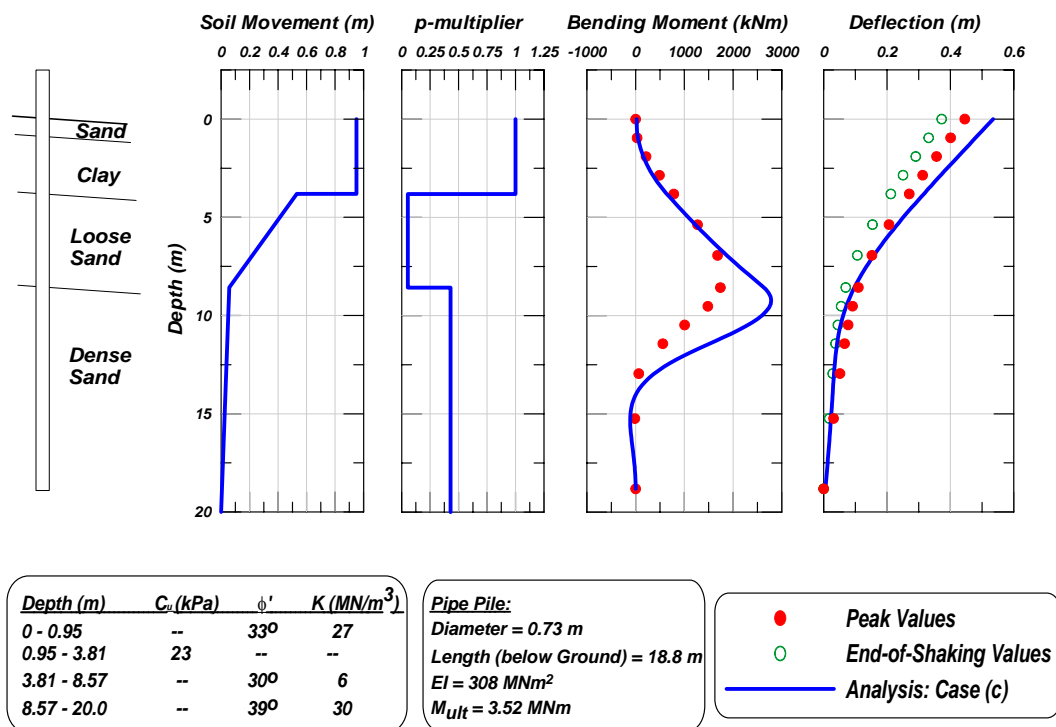 Soil Movement (m) p-multiplier Bending Moment (kNm) Deflection (m)
0 0.2 0.4 0.6 0.8 1 0 0.25 0.5 0.75 1 1.25 -1000 0 1000 2000 3000 0 0.2 0.4 0.6
Sand
Clay
Loose
Sand
Dense
Sand
Depth (m)
0
5
10
15
20
Depth (m) Cu (kPa) ϕ' K (MN/m³)
0 - 0.95 -- 33º 27
0.95 - 3.81 23 -- --
3.81 - 8.57 -- 30º 6
8.57 - 20.0 -- 39º 30
Pipe Pile:
Diameter = 0.73 m
Length (below Ground) = 18.8 m
EI = 308 MNm²
Mult = 3.52 MNm
Peak Values
End-of-Shaking Values
Analysis: Case (c)